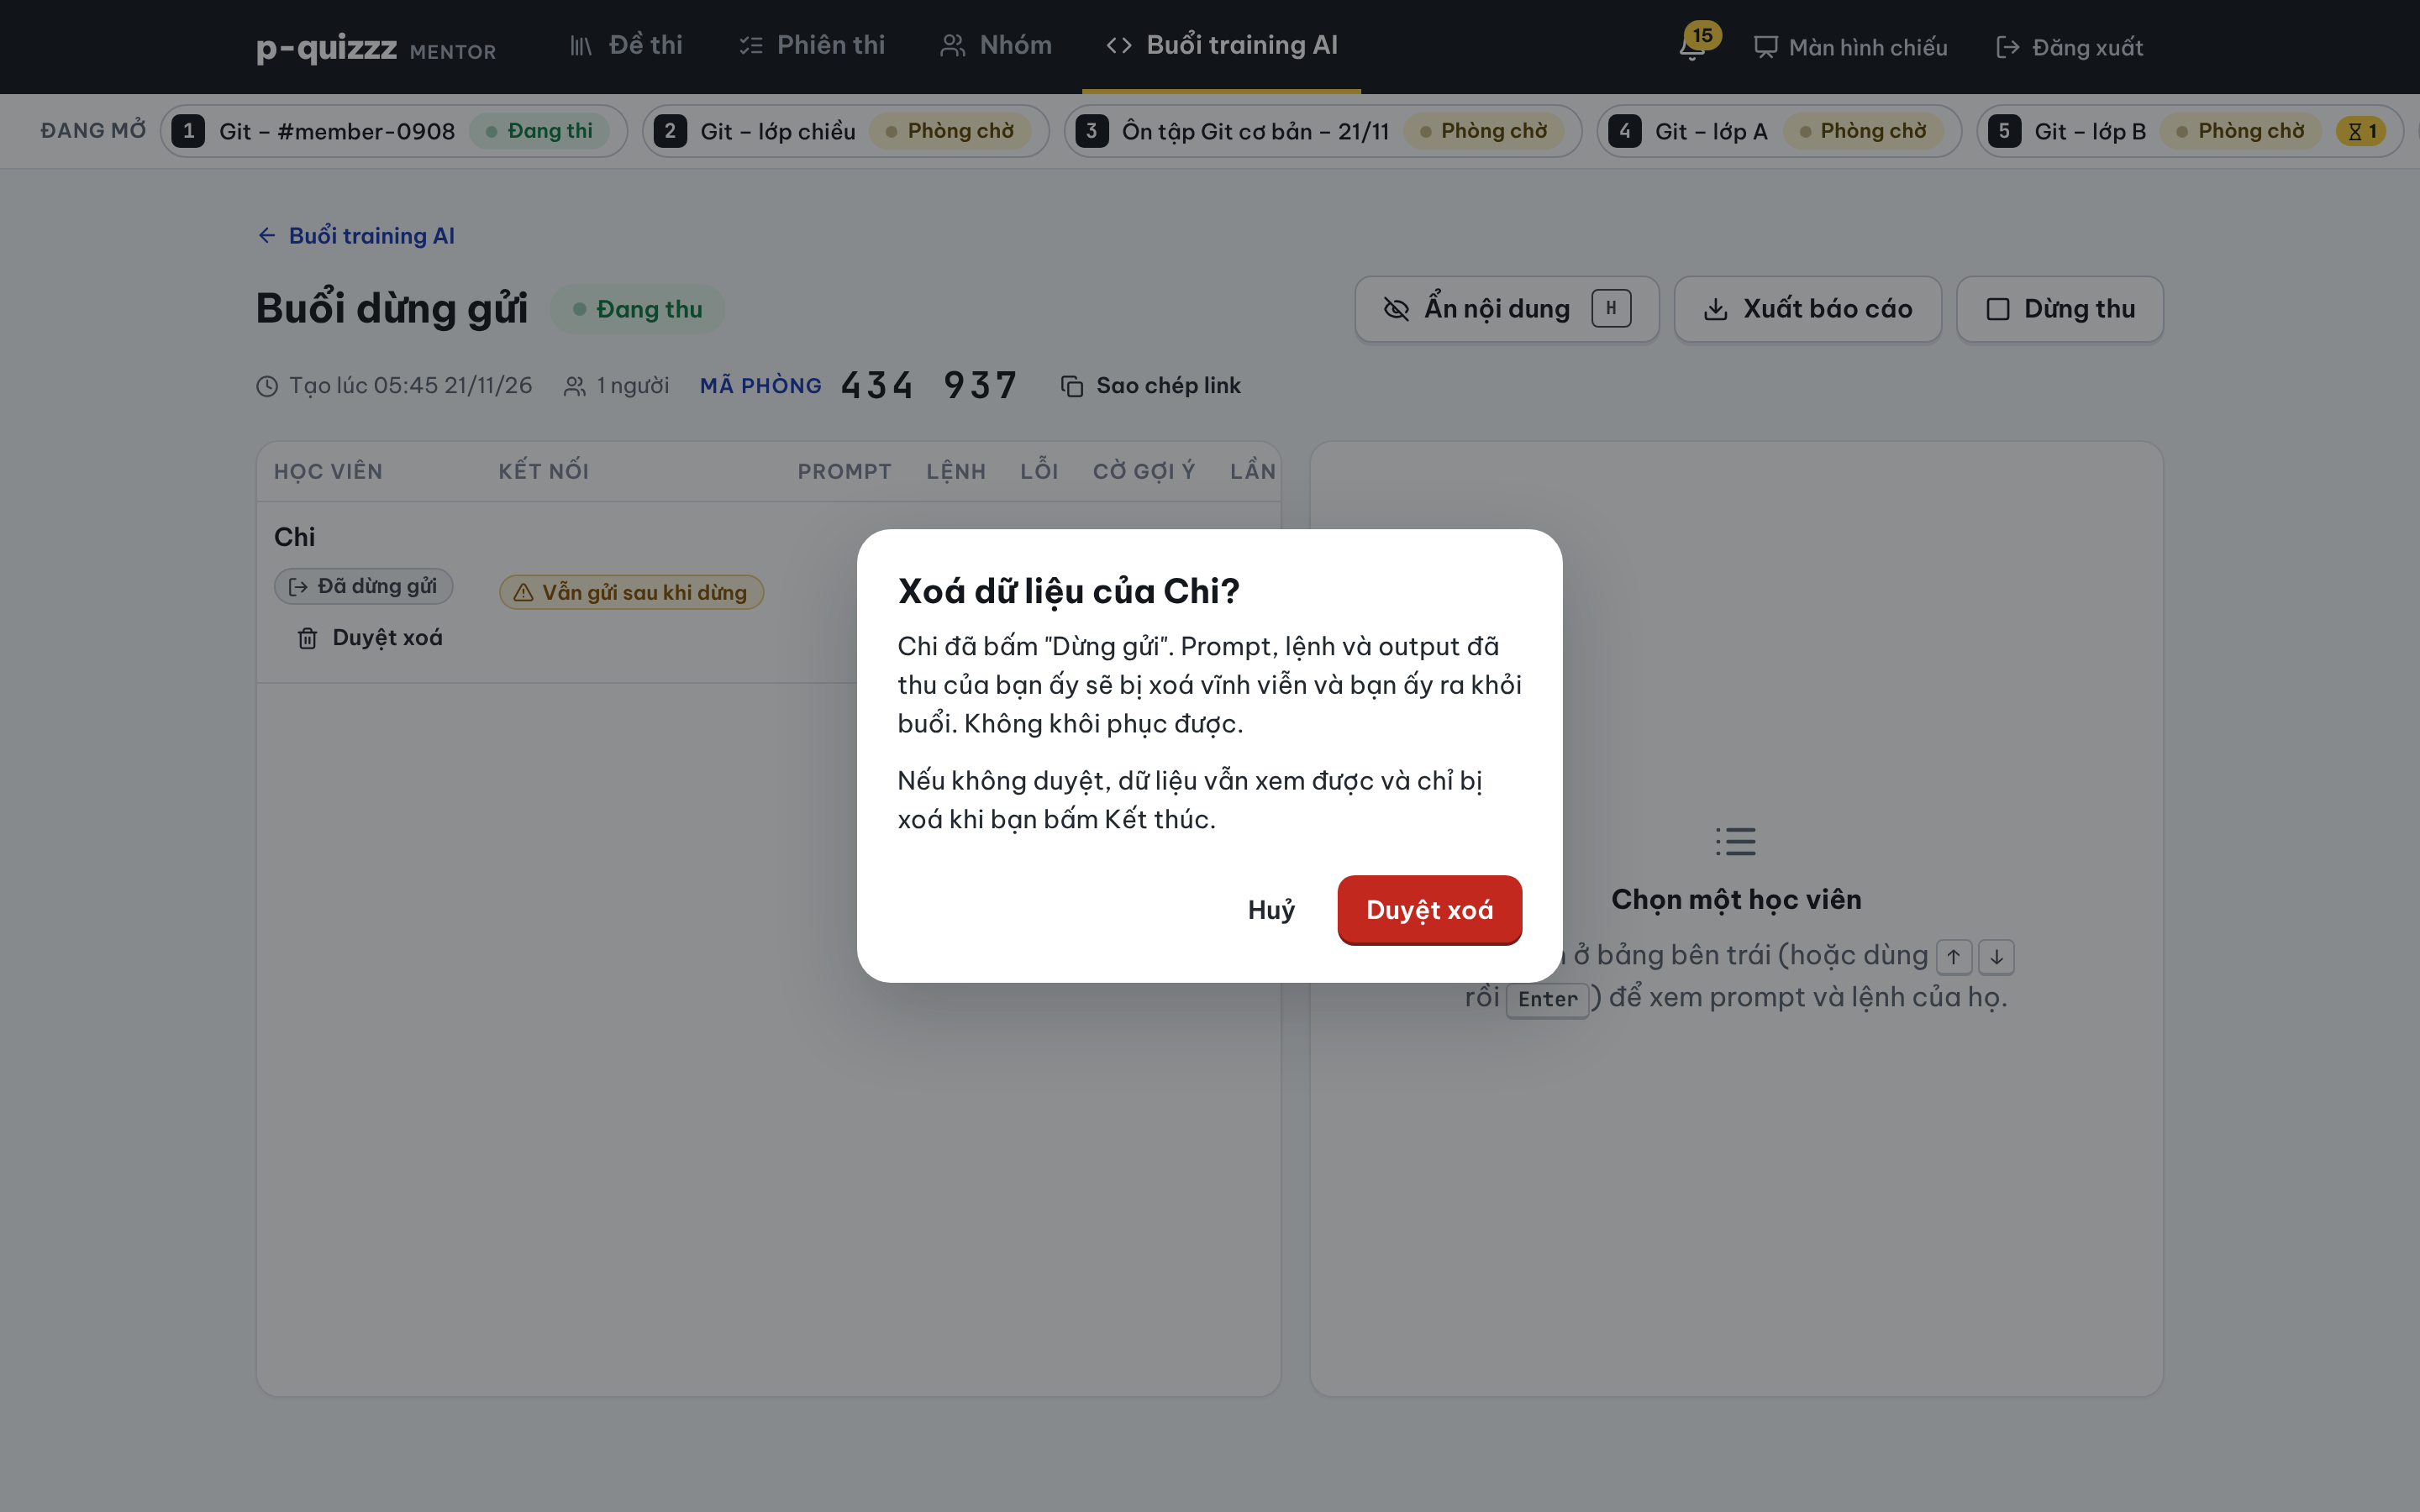 p-quizzz MENTOR Đề thi Phiên thi Nhóm Buổi training AI 15 Màn hình chiếu Đăng xuất
ĐANG MỞ 1 Git – #member-0908 Đang thi 2 Git – lớp chiều Phòng chờ 3 Ôn tập Git cơ bản – 21/11 Phòng chờ 4 Git – lớp A Phòng chờ 5 Git – lớp B Phòng chờ 1
Buổi training AI
Buổi dừng gửi Đang thu Ẩn nội dung H Xuất báo cáo Dừng thu
Tạo lúc 05:45 21/11/26 1 người MÃ PHÒNG 434 937 Sao chép link
HỌC VIÊN KẾT NỐI PROMPT LỆNH LỖI CỜ GỢI Ý LẦN
Chi
Đã dừng gửi Vẫn gửi sau khi dừng
Duyệt xoá
Xoá dữ liệu của Chi?
Chi đã bấm "Dừng gửi". Prompt, lệnh và output đã
thu của bạn ấy sẽ bị xoá vĩnh viễn và bạn ấy ra khỏi
buổi. Không khôi phục được.
Nếu không duyệt, dữ liệu vẫn xem được và chỉ bị
xoá khi bạn bấm Kết thúc.
Huỷ Duyệt xoá
Chọn một học viên
ở bảng bên trái (hoặc dùng ↑ ↓
rồi Enter) để xem prompt và lệnh của họ.